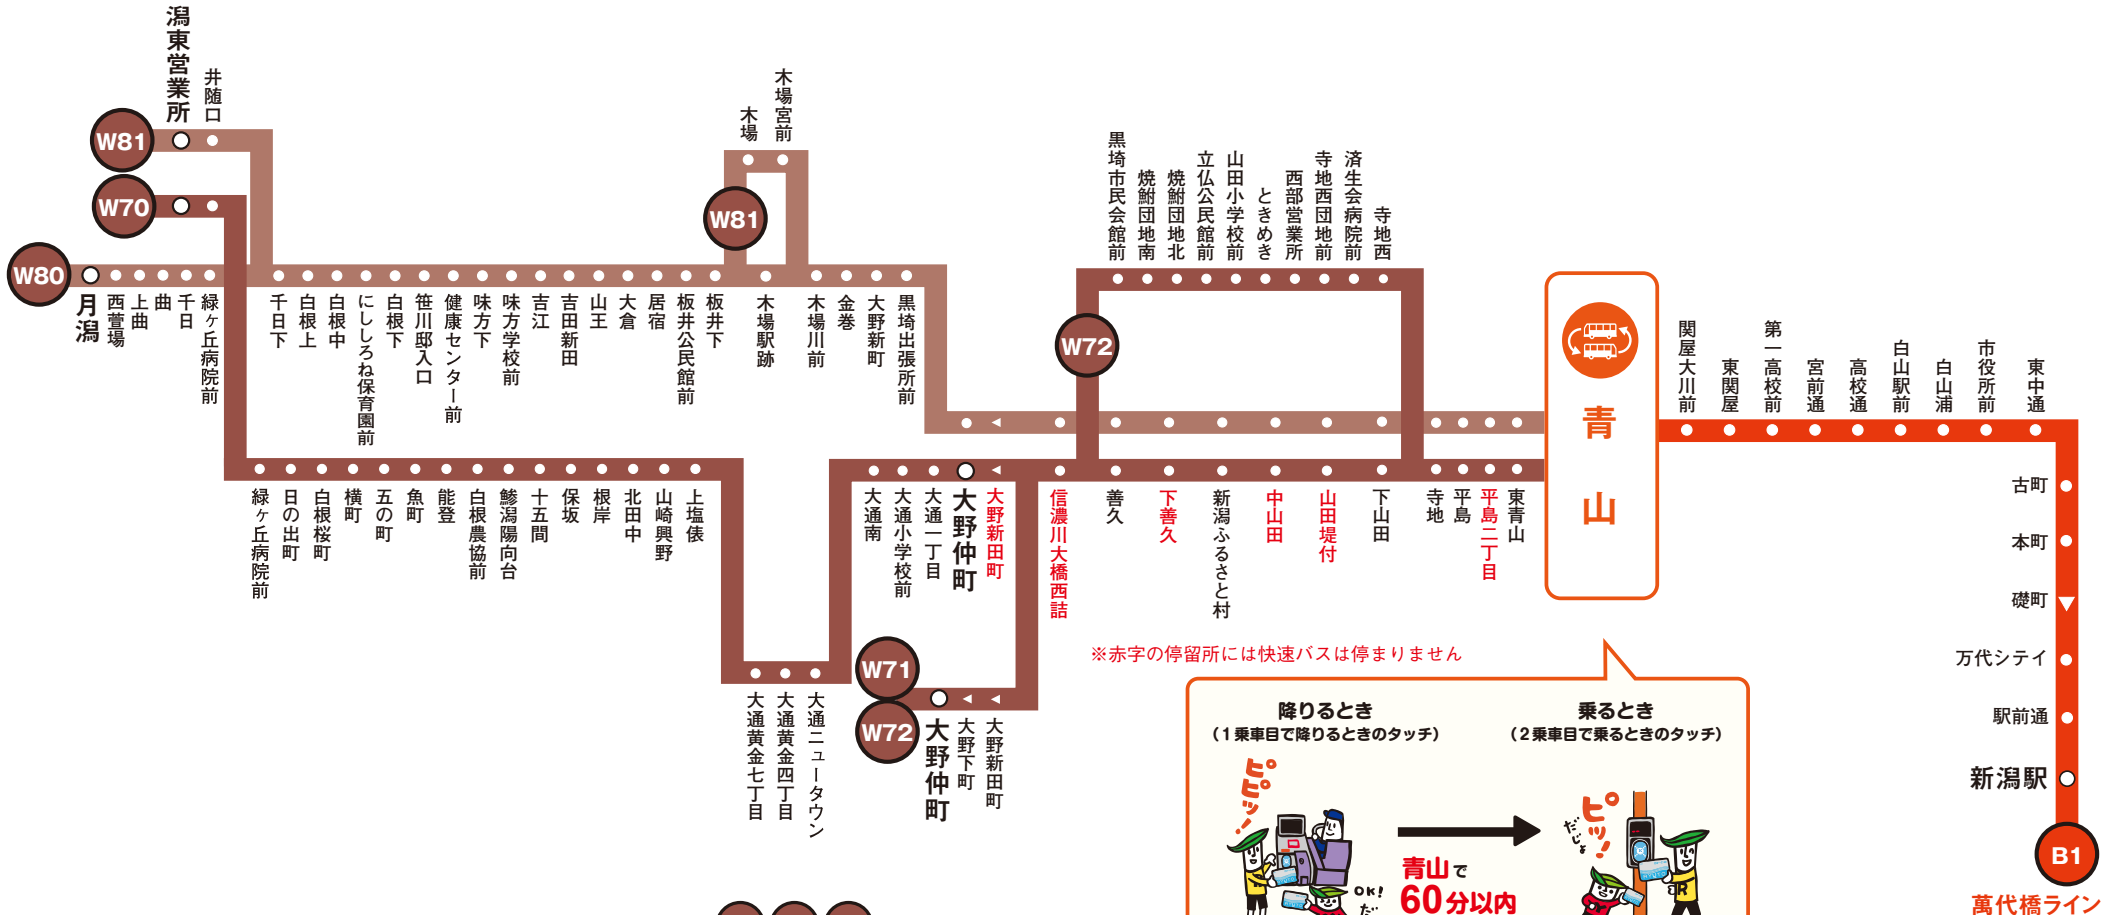 潟東営業所
井随口
W81
W70
W80
月潟
西萱場
上曲
曲
千日
緑ヶ丘病院前
千日下
白根上
白根中
にししろね保育園前
白根下
笹川邸入口
健康センター前
味方下
味方学校前
吉江
吉田新田
山王
大倉
居宿
板井公民館前
板井下
木場
木場宮前
W81
木場駅跡
木場川前
金巻
大野新町
黒埼出張所前
緑ヶ丘病院前
日の出町
白根桜町
横町
五の町
魚町
能登
白根農協前
鯵潟陽向台
十五間
保坂
根岸
北田中
山崎興野
上塩俵
大通黄金七丁目
大通黄金四丁目
大通ニュータウン
大通南
大通小学校前
大通一丁目
大野仲町
大野新田町
W71
W72
大野仲町
大野下町
大野新田町
W72
黒埼市民会館前
焼鮒団地南
焼鮒団地北
立仏公民館前
山田小学校前
ときめき
西部営業所
寺地西団地前
済生会病院前
寺地西
信濃川大橋西詰
善久
下善久
新潟ふるさと村
中山田
山田堤付
下山田
寺地
平島
平島二丁目
東青山
※赤字の停留所には快速バスは停まりません
青山
関屋大川前
東関屋
第一高校前
宮前通
高校通
白山駅前
白山浦
市役所前
東中通
古町
本町
礎町
万代シテイ
駅前通
新潟駅
B1
萬代橋ライン
降りるとき
（1乗車目で降りるときのタッチ）
乗るとき
（2乗車目で乗るときのタッチ）
ピピッ！
OK!
だ
青山で
60分以内
ピッ！
だじょ